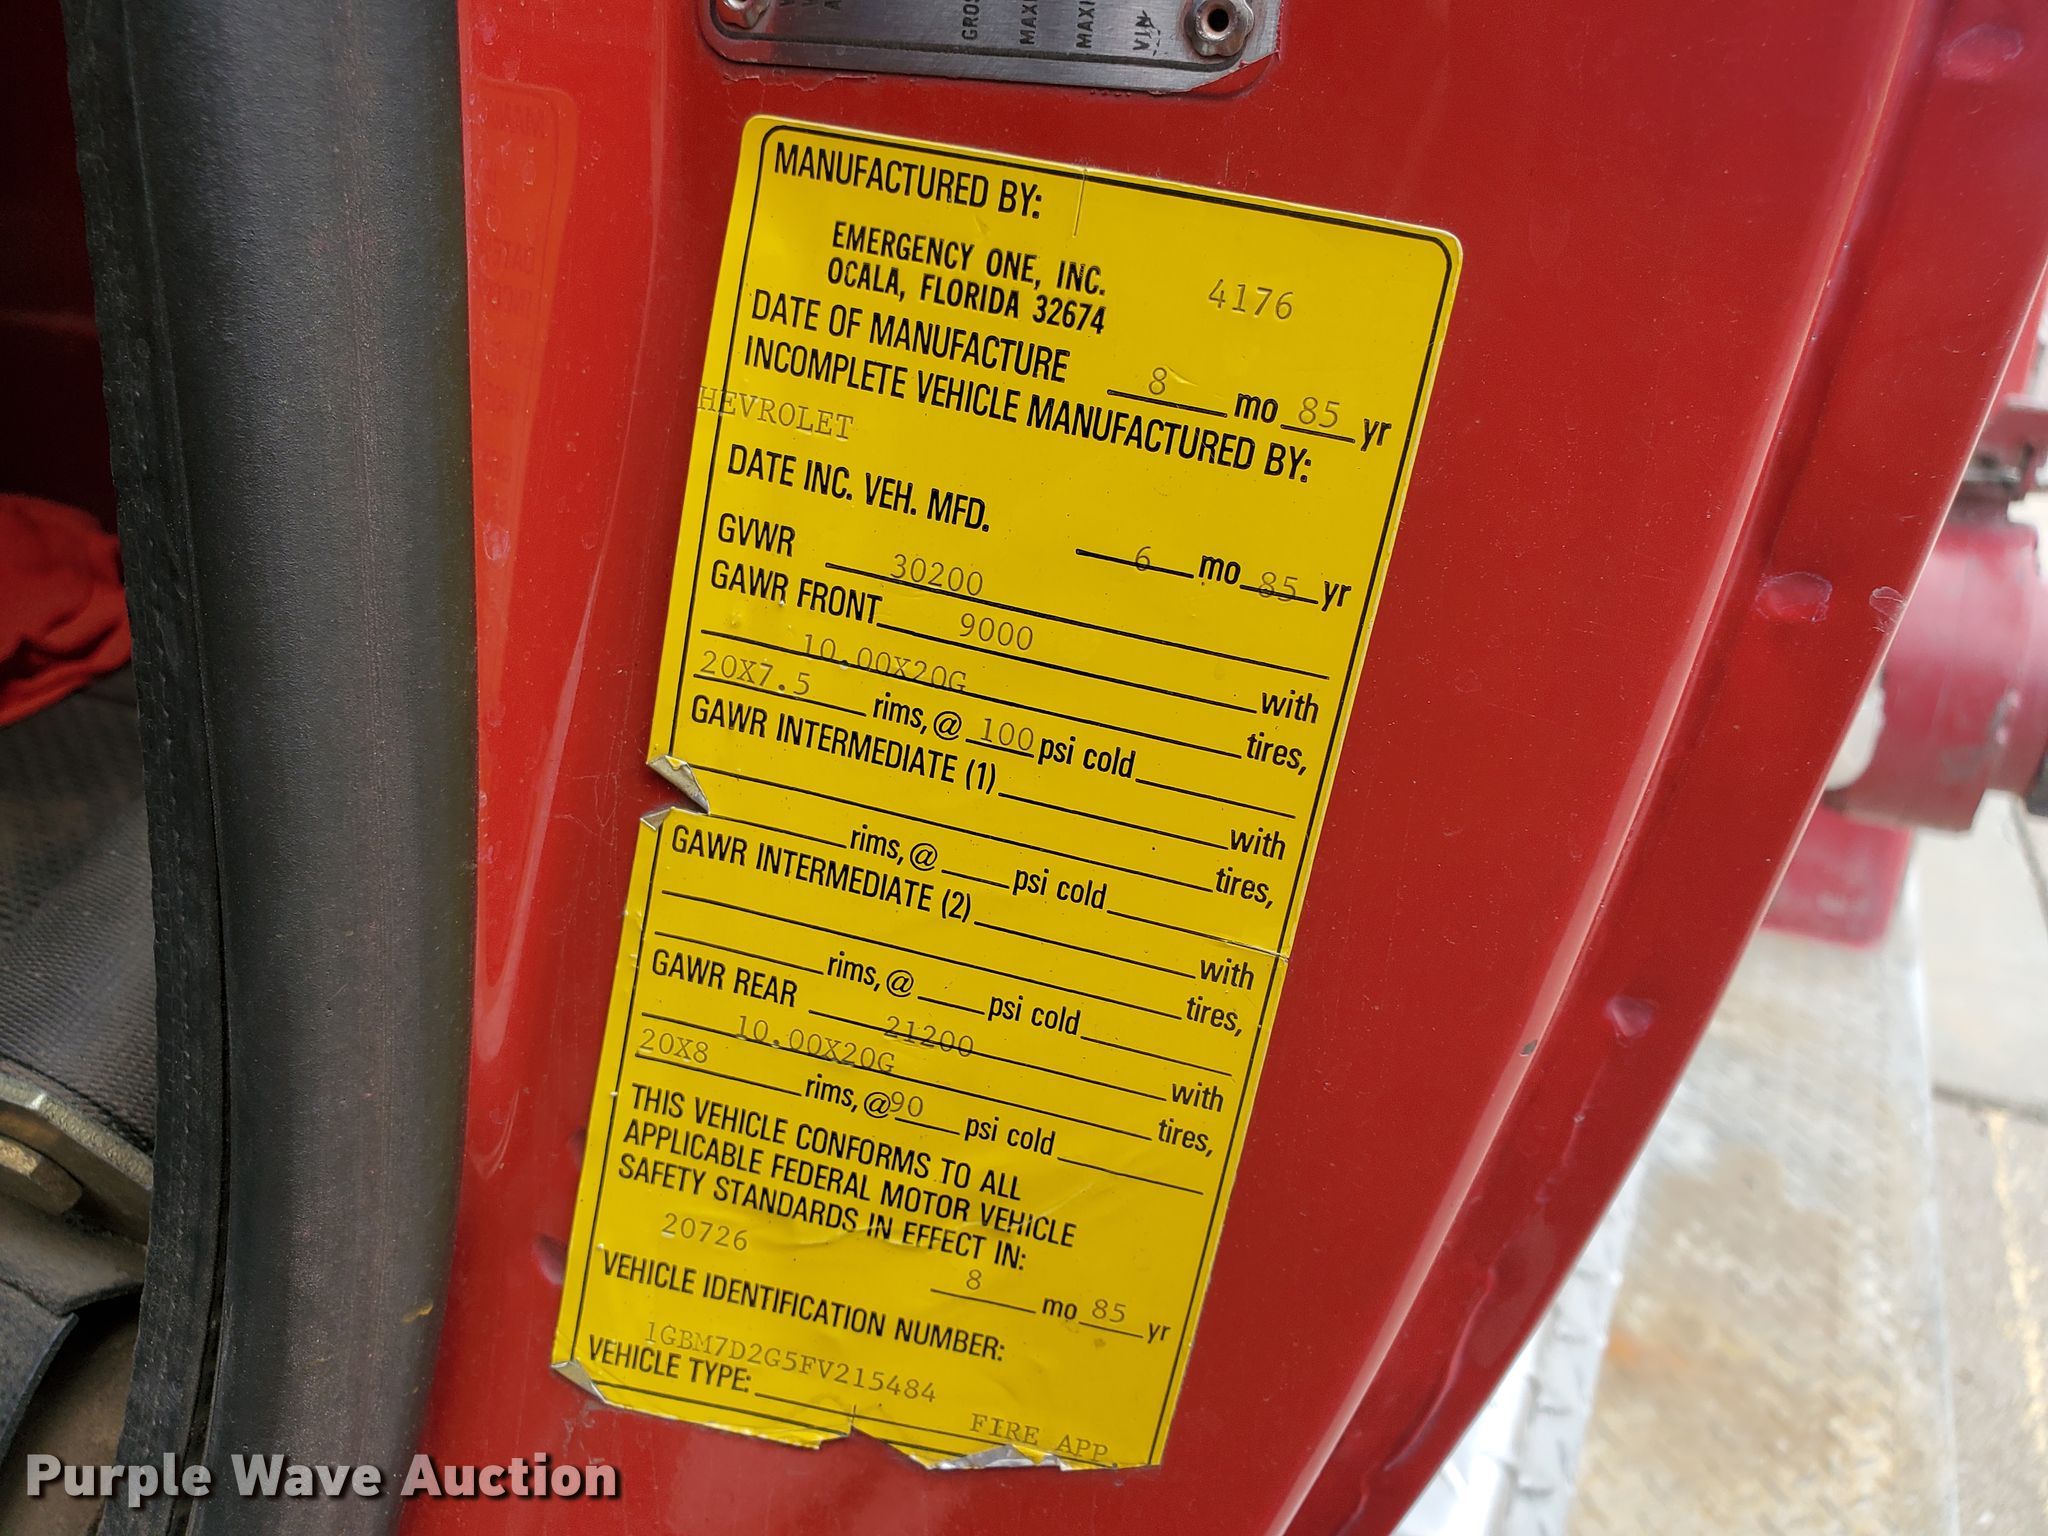 GROS
MAXI
MAXI
VIN
MANUFACTURED BY:
EMERGENCY ONE, INC.
OCALA, FLORIDA 32674
4176
DATE OF MANUFACTURE 8 mo 85 yr
INCOMPLETE VEHICLE MANUFACTURED BY:
HEVROLET
DATE INC. VEH. MFD. 6 mo 85 yr
GVWR 30200
GAWR FRONT 9000 with
10.00X20G tires,
20X7.5 rims, @ 100 psi cold
GAWR INTERMEDIATE (1) with
tires,
rims, @ psi cold
GAWR INTERMEDIATE (2) with
tires,
rims, @ psi cold
GAWR REAR 21200 with
10.00X20G tires,
20X8 rims, @ 90 psi cold
THIS VEHICLE CONFORMS TO ALL
APPLICABLE FEDERAL MOTOR VEHICLE
SAFETY STANDARDS IN EFFECT IN:
20726 8 mo 85 yr
VEHICLE IDENTIFICATION NUMBER:
1GBM7D2G5FV215484
VEHICLE TYPE: FIRE APP.
Purple Wave Auction